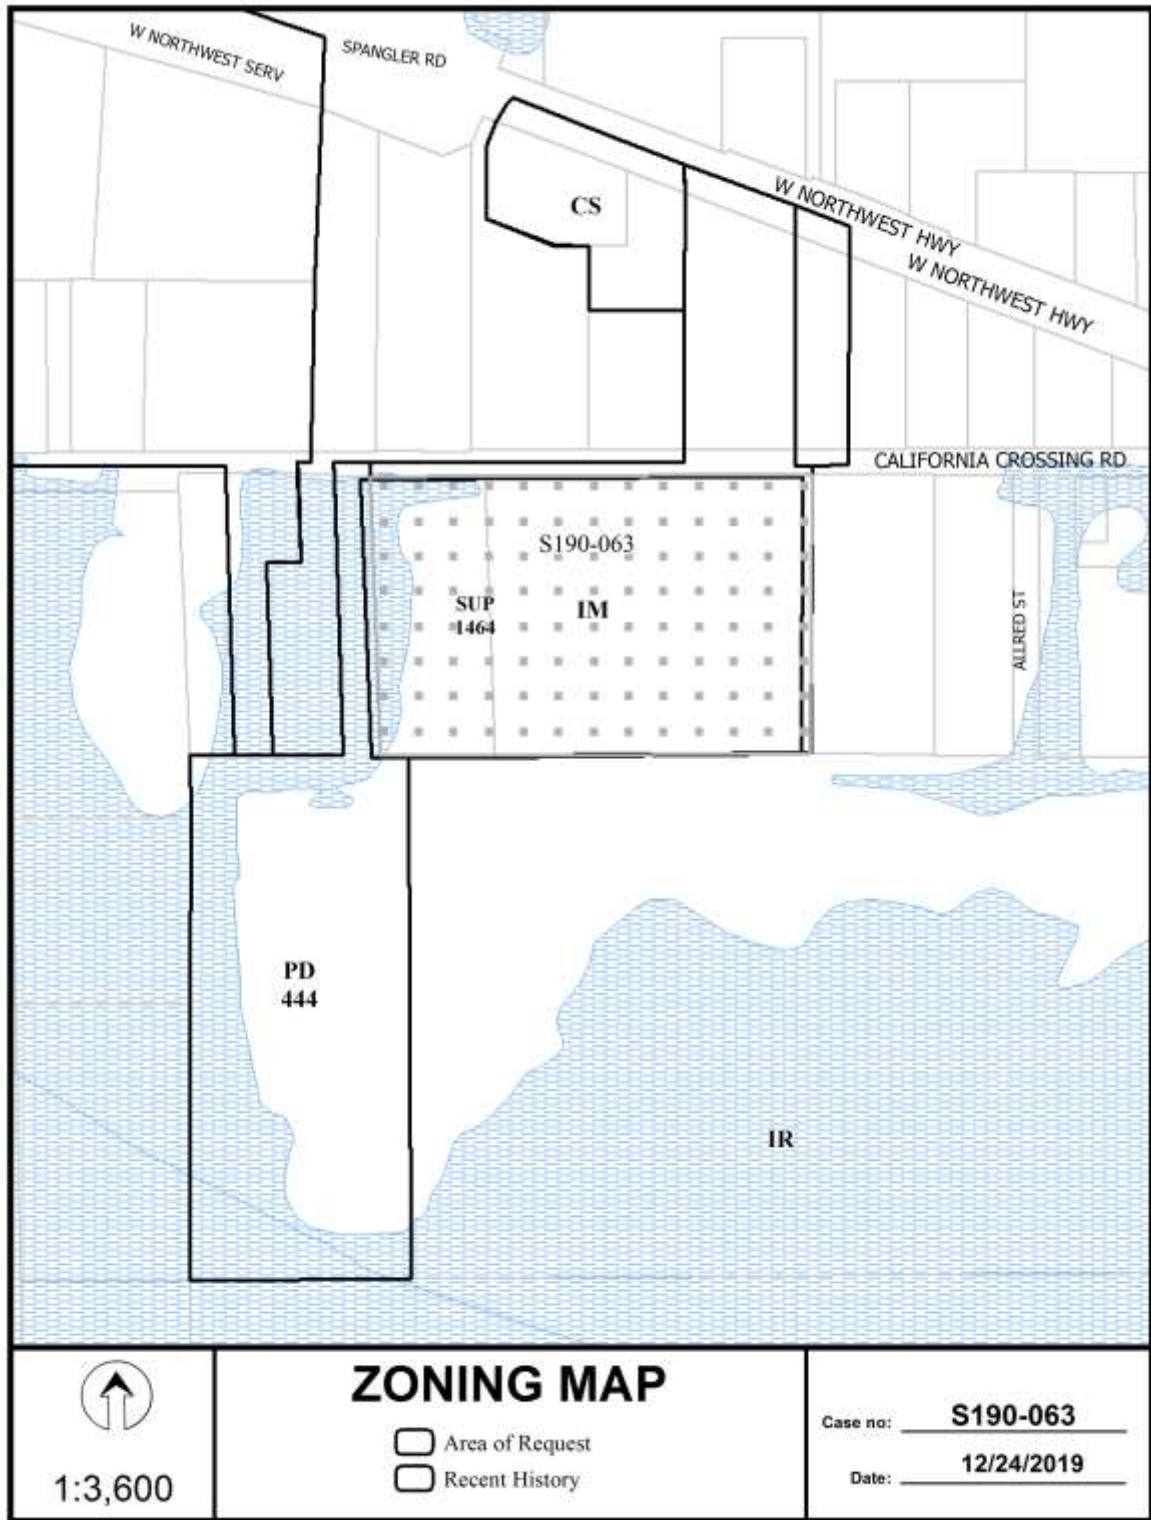 W NORTHWEST SERV
SPANGLER RD
CS
W NORTHWEST HWY
W NORTHWEST HWY
CALIFORNIA CROSSING RD
S190-063
SUP
1464
IM
ALLRED ST
PD
444
IR
1:3,600
ZONING MAP
Area of Request
Recent History
Case no: S190-063
Date: 12/24/2019